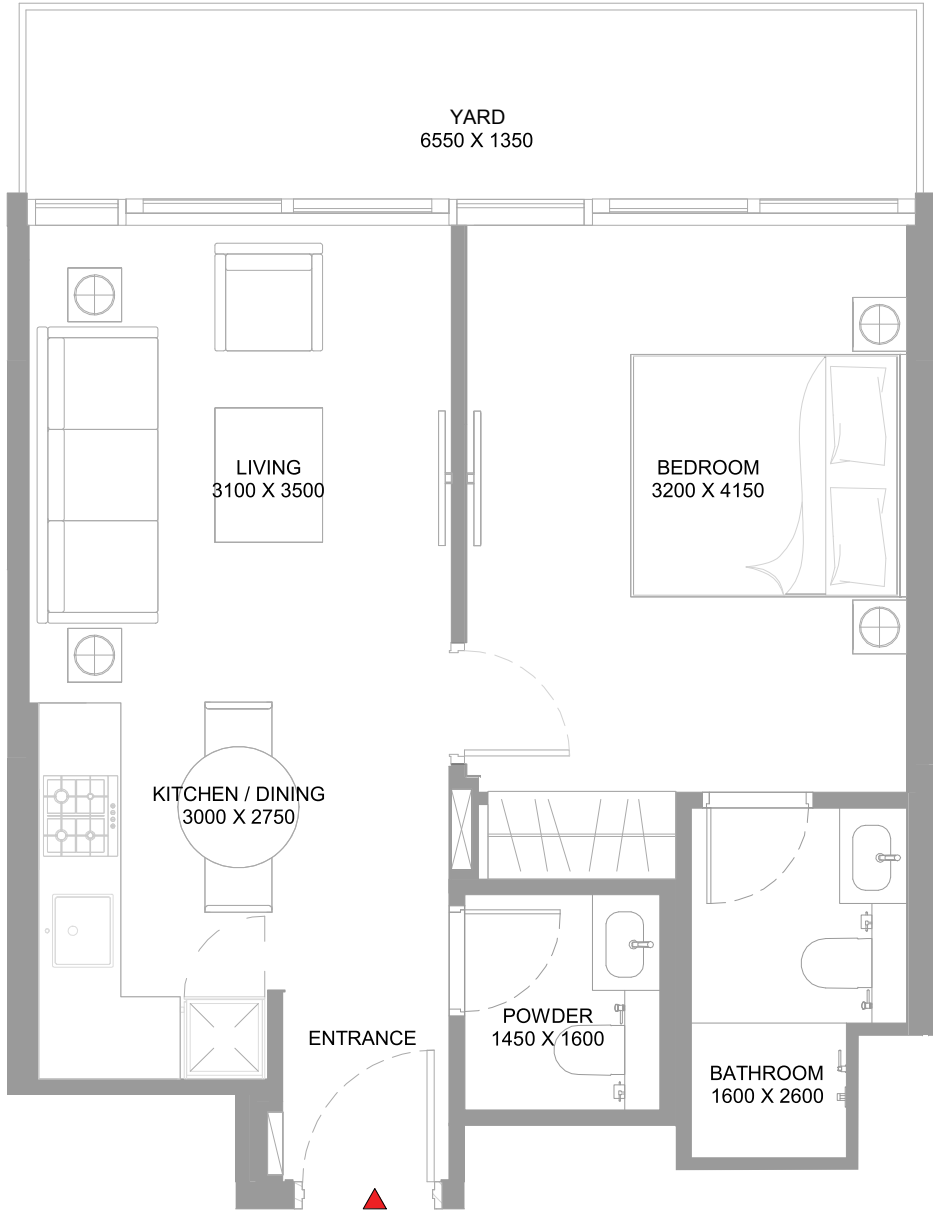 YARD
6550 X 1350
LIVING
3100 X 3500
BEDROOM
3200 X 4150
KITCHEN / DINING
3000 X 2750
POWDER
1450 X 1600
ENTRANCE
BATHROOM
1600 X 2600